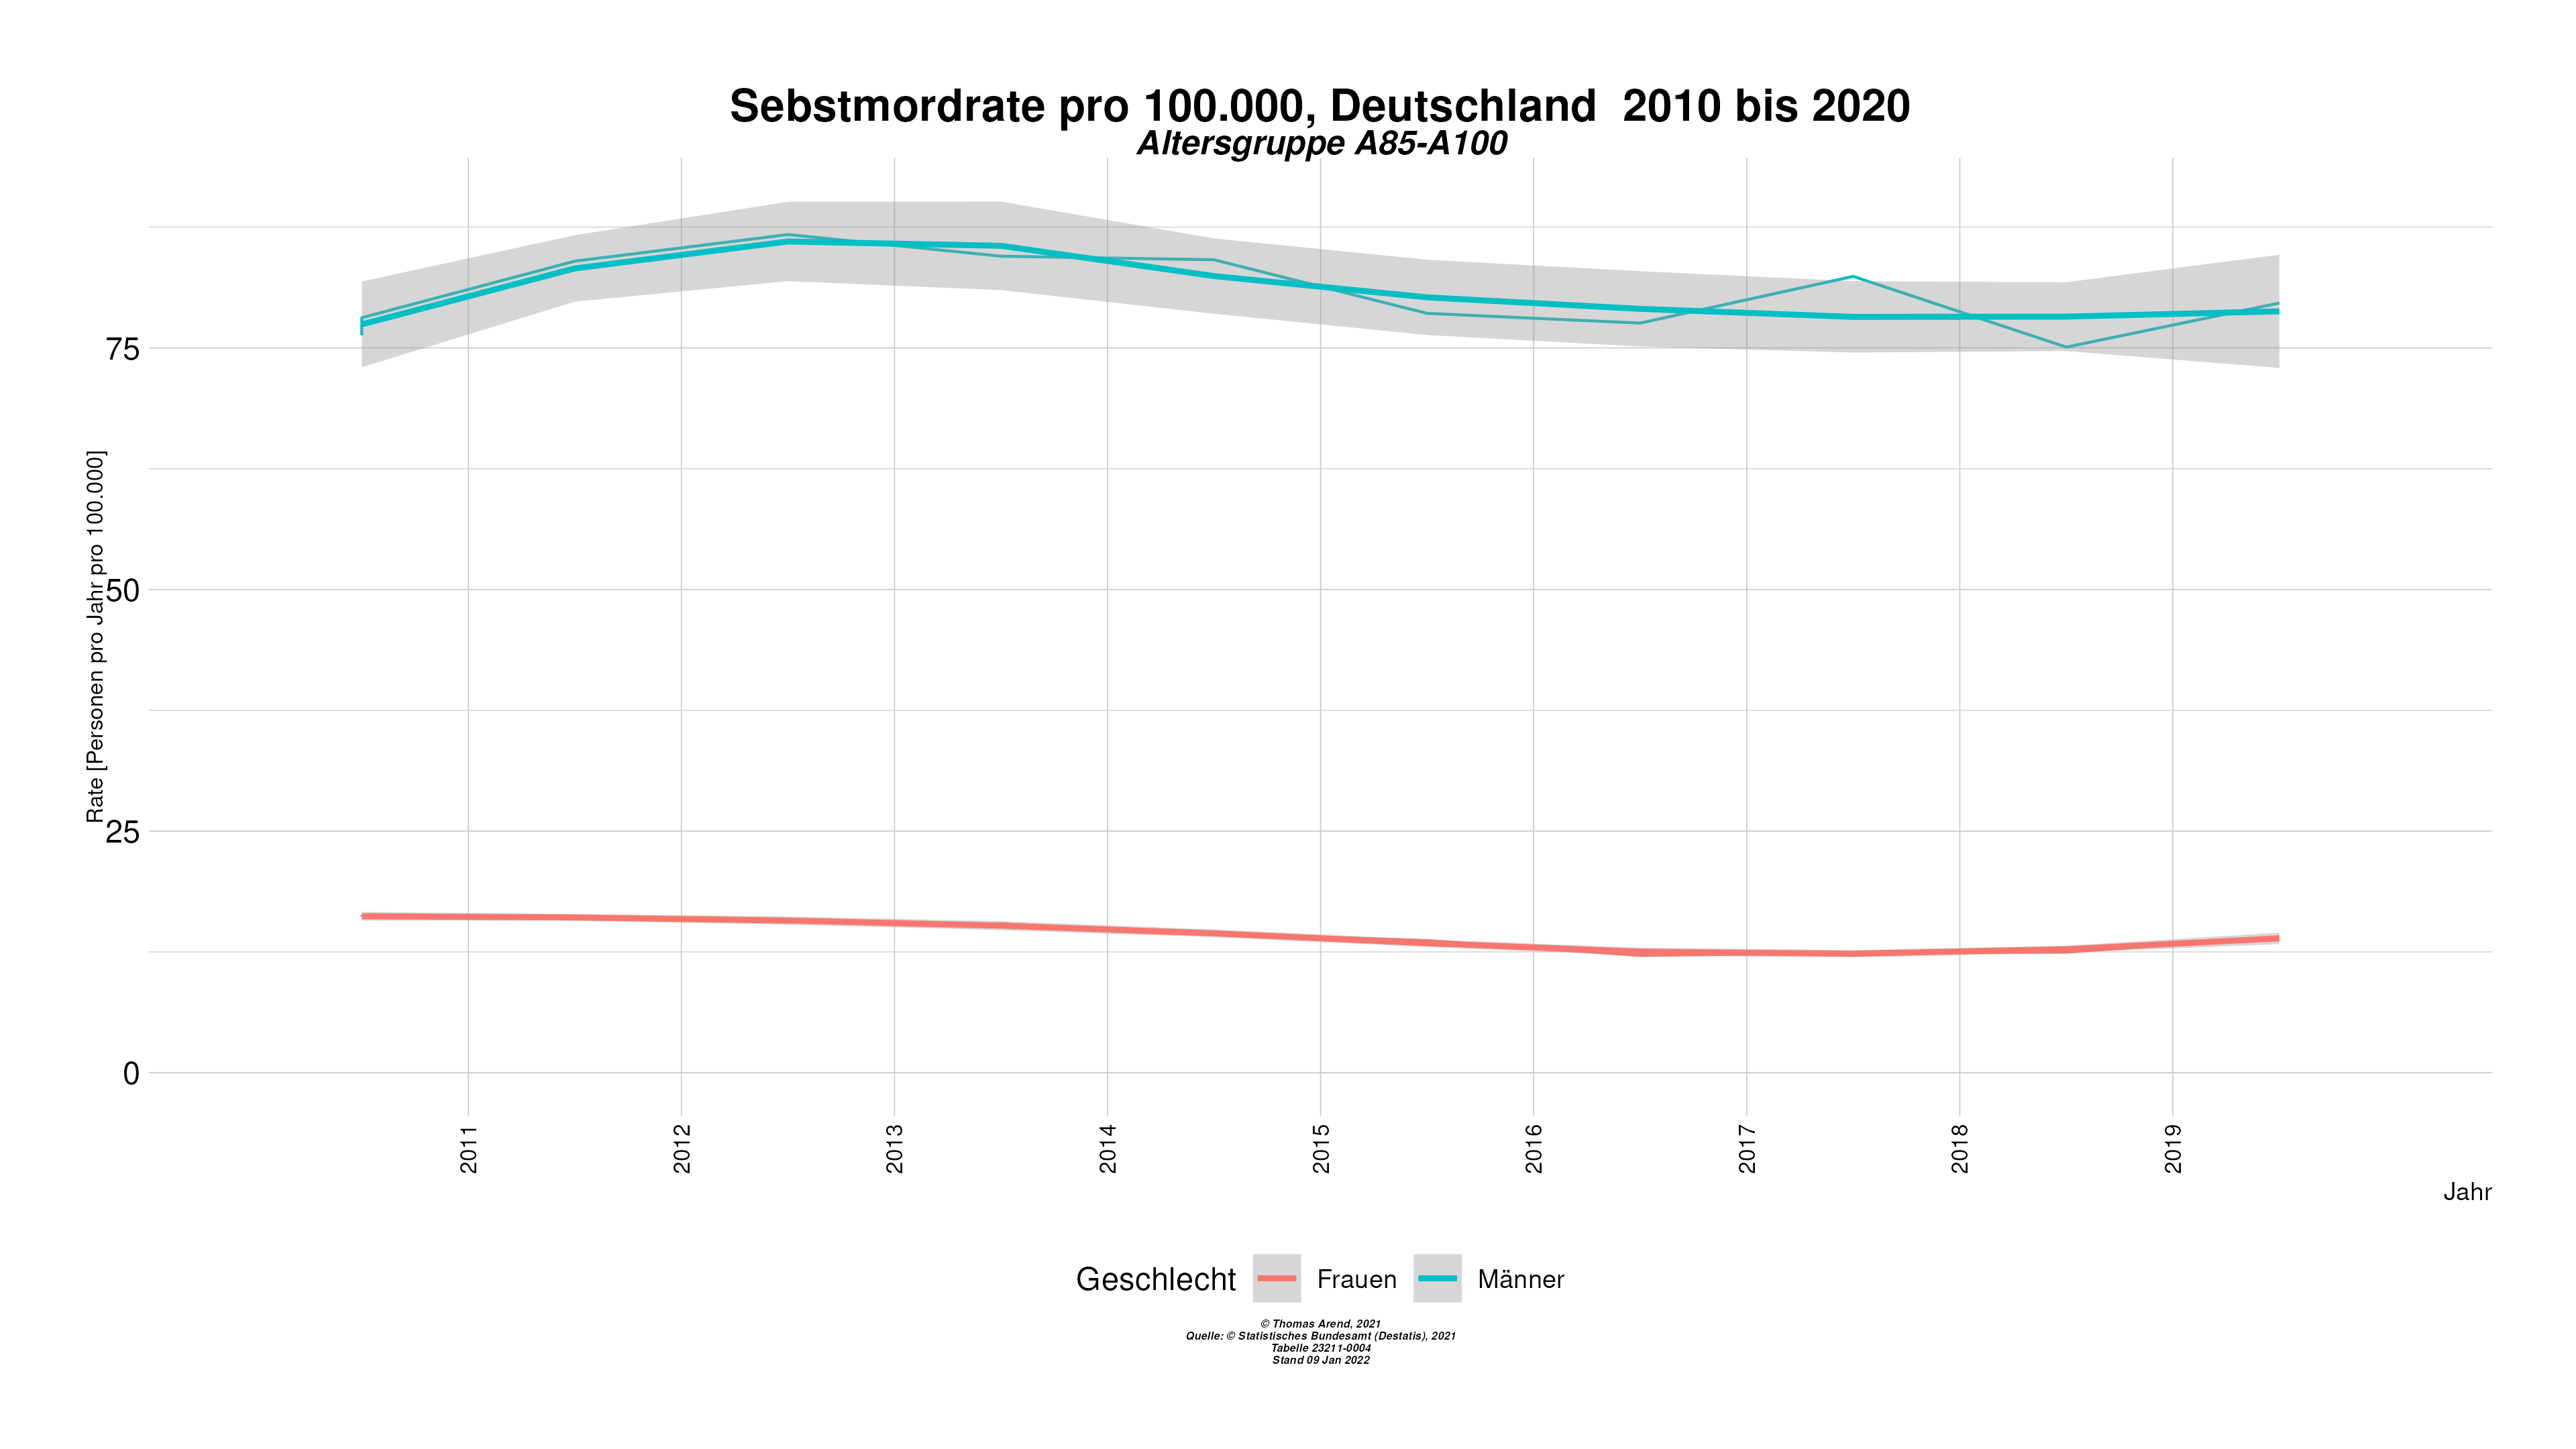 Sebstmordrate pro 100.000, Deutschland  2010 bis 2020
Altersgruppe A85-A100
Rate [Personen pro Jahr pro 100.000]
75
50
25
0
2011
2012
2013
2014
2015
2016
2017
2018
2019
Jahr
Geschlecht Frauen Männer
© Thomas Arend, 2021
Quelle: © Statistisches Bundesamt (Destatis), 2021
Tabelle 23211-0004
Stand 09 Jan 2022